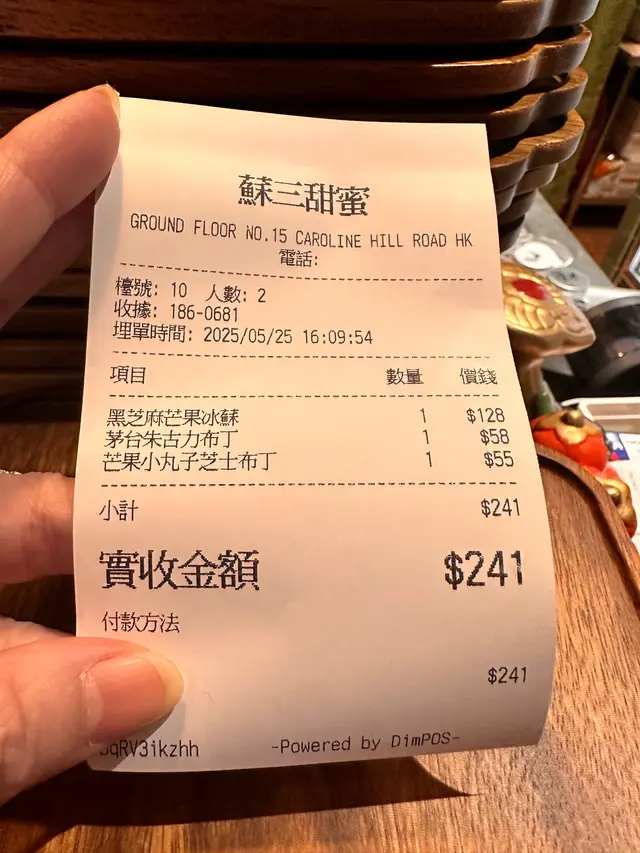 蘇三甜蜜
GROUND FLOOR NO.15 CAROLINE HILL ROAD HK
電話:
檯號: 10 人數: 2
收據: 186-0681
埋單時間: 2025/05/25 16:09:54
項目 數量 價錢
黑芝麻芒果冰蘇 1 $128
茅台朱古力布丁 1 $58
芒果小丸子芝士布丁 1 $55
小計 $241
實收金額 $241
付款方法
$241
qRV3ikzhh -Powered by DimPOS-